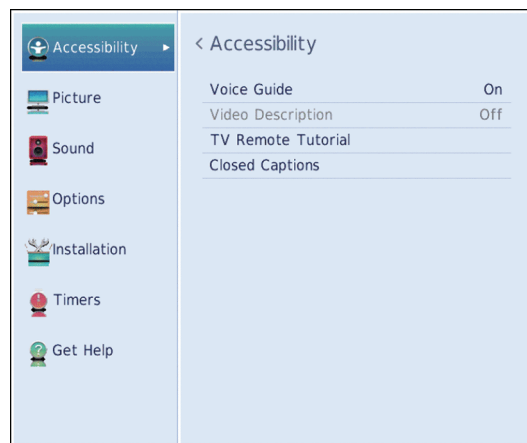 Accessibility
Picture
Sound
Options
Installation
Timers
Get Help
< Accessibility
Voice Guide On
Video Description Off
TV Remote Tutorial
Closed Captions